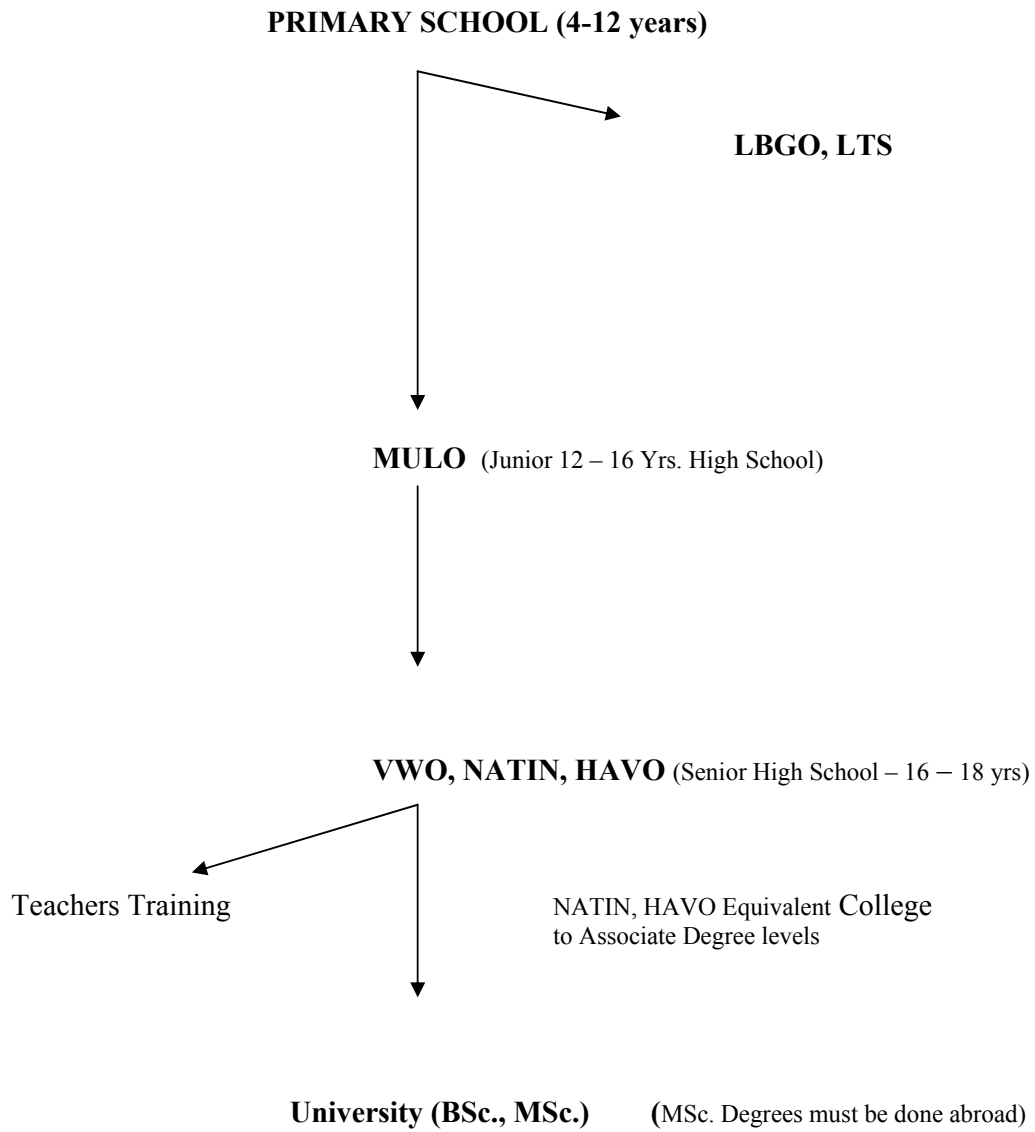 PRIMARY SCHOOL (4-12 years)
LBGO, LTS
MULO (Junior 12 – 16 Yrs. High School)
VWO, NATIN, HAVO (Senior High School – 16 – 18 yrs)
Teachers Training
NATIN, HAVO Equivalent College
to Associate Degree levels
University (BSc., MSc.) (MSc. Degrees must be done abroad)